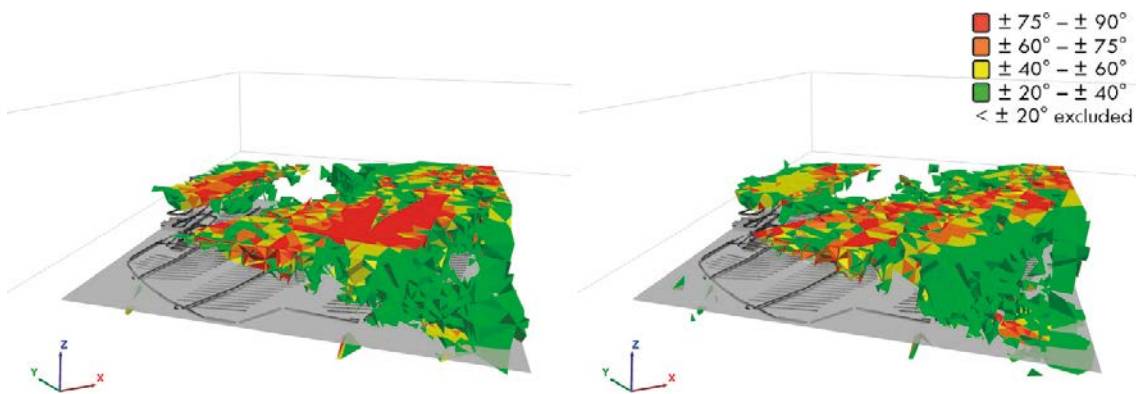 ± 75° – ± 90°
± 60° – ± 75°
± 40° – ± 60°
± 20° – ± 40°
< ± 20° excluded
Z
Y
X
Z
Y
X